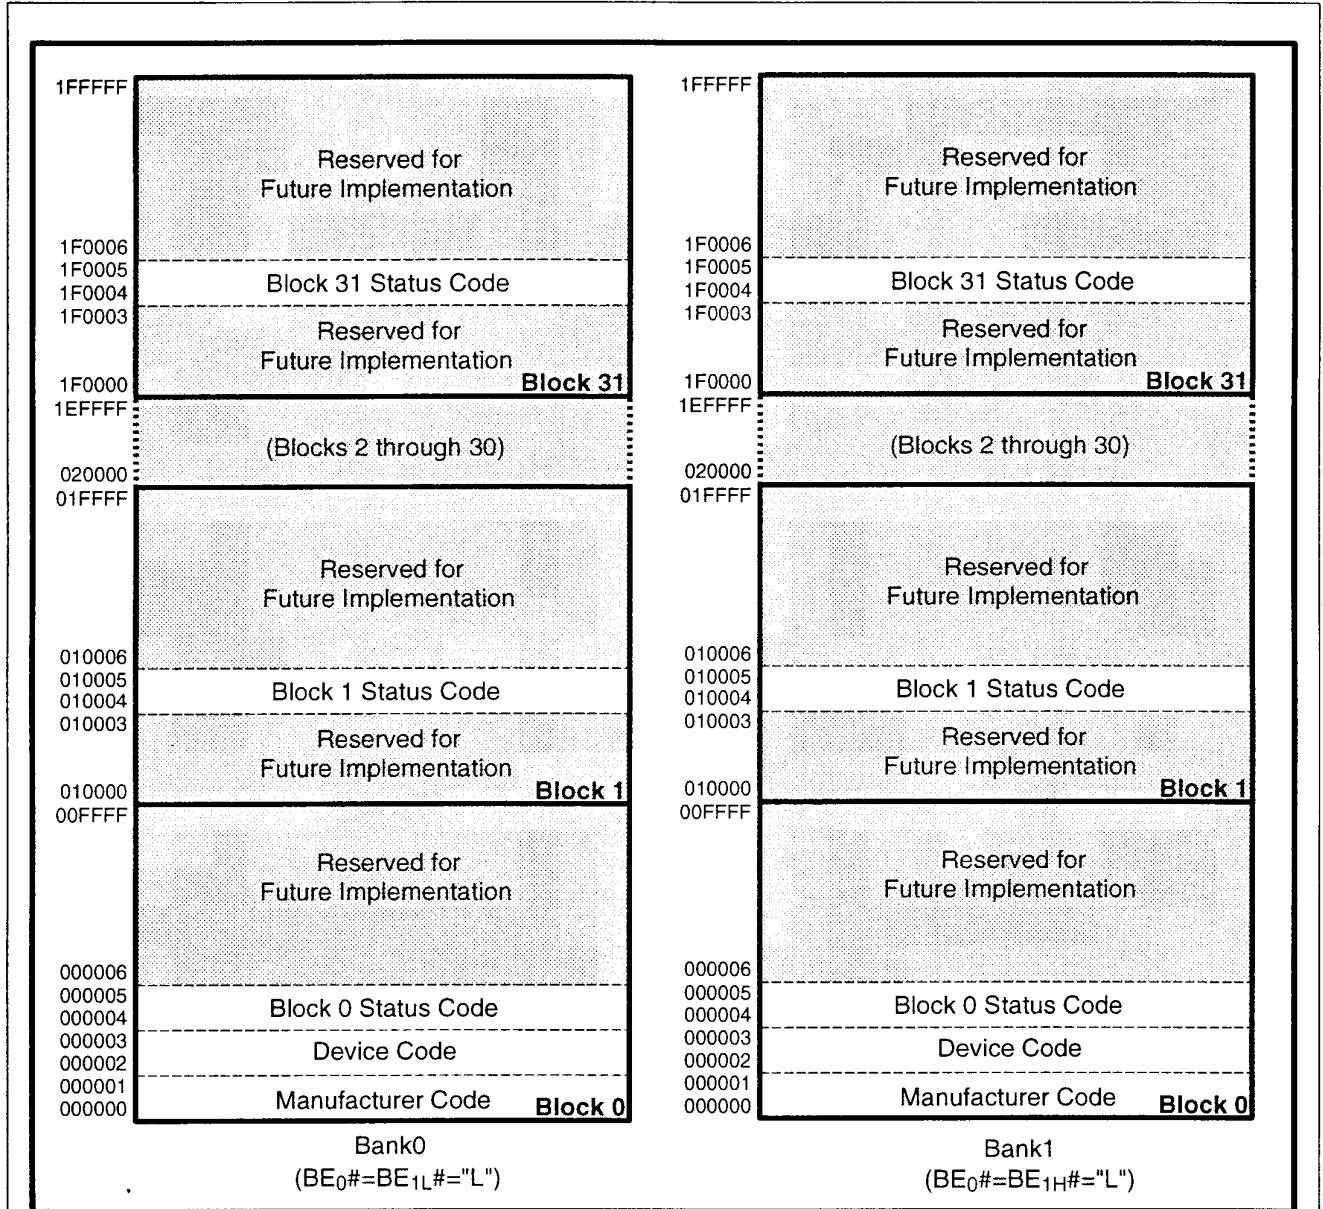 1FFFFF
Reserved for
Future Implementation
1F0006
1F0005
Block 31 Status Code
1F0004
1F0003
Reserved for
Future Implementation
1F0000
Block 31
1EFFFF
(Blocks 2 through 30)
020000
01FFFF
Reserved for
Future Implementation
010006
010005
Block 1 Status Code
010004
010003
Reserved for
Future Implementation
010000
Block 1
00FFFF
Reserved for
Future Implementation
000006
000005
Block 0 Status Code
000004
000003
Device Code
000002
000001
Manufacturer Code
000000
Block 0
Bank0
(BE0#=BE1L#="L")
1FFFFF
Reserved for
Future Implementation
1F0006
1F0005
Block 31 Status Code
1F0004
1F0003
Reserved for
Future Implementation
1F0000
Block 31
1EFFFF
(Blocks 2 through 30)
020000
01FFFF
Reserved for
Future Implementation
010006
010005
Block 1 Status Code
010004
010003
Reserved for
Future Implementation
010000
Block 1
00FFFF
Reserved for
Future Implementation
000006
000005
Block 0 Status Code
000004
000003
Device Code
000002
000001
Manufacturer Code
000000
Block 0
Bank1
(BE0#=BE1H#="L")